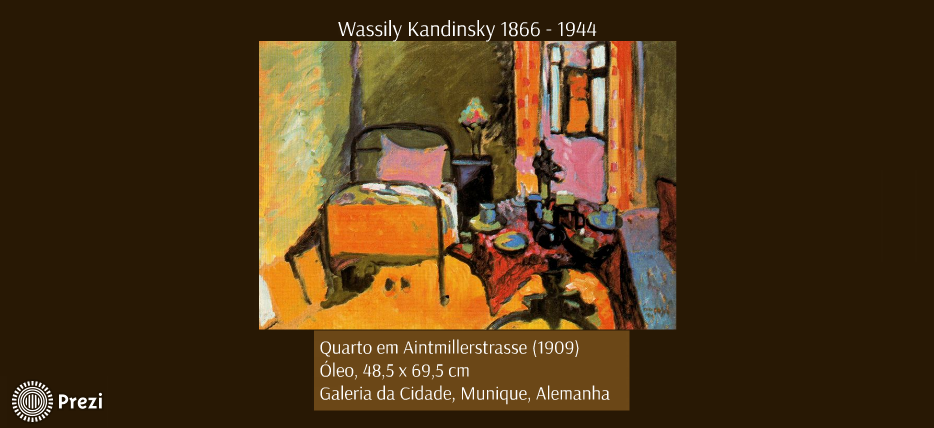 Wassily Kandinsky 1866 - 1944
Quarto em Aintmillerstrasse (1909)
Óleo, 48,5 x 69,5 cm
Galeria da Cidade, Munique, Alemanha
Prezi